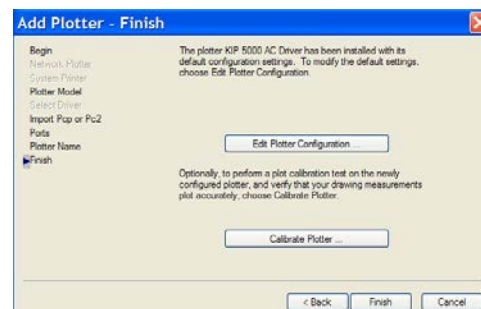 Add Plotter - Finish
Begin
Network Plotter
System Printer
Plotter Model
Select Driver
Import Pcp or Pc2
Ports
Plotter Name
Finish
The plotter KIP 5000 AC Driver has been installed with its
default configuration settings. To modify the default settings,
choose Edit Plotter Configuration.
Edit Plotter Configuration ...
Optionally, to perform a plot calibration test on the newly
configured plotter, and verify that your drawing measurements
plot accurately, choose Calibrate Plotter.
Calibrate Plotter ...
< Back
Finish
Cancel